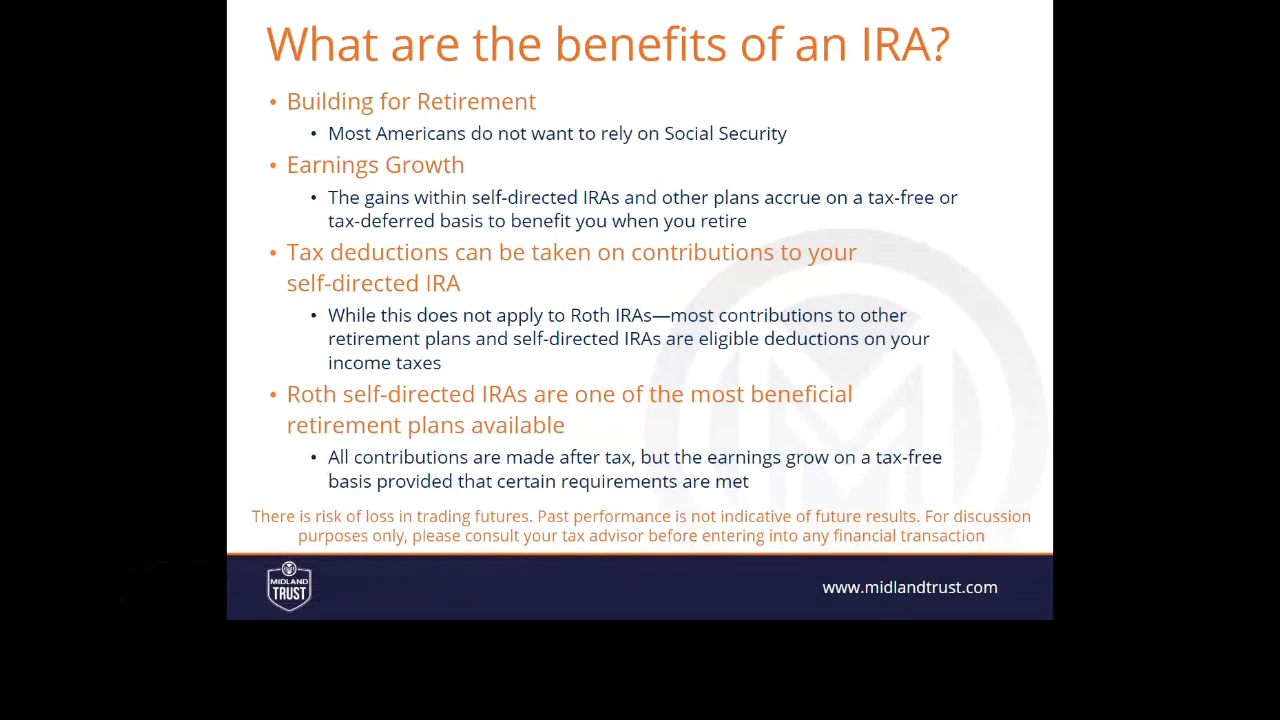 What are the benefits of an IRA?
• Building for Retirement
• Most Americans do not want to rely on Social Security
• Earnings Growth
• The gains within self-directed IRAs and other plans accrue on a tax-free or
tax-deferred basis to benefit you when you retire
• Tax deductions can be taken on contributions to your
self-directed IRA
• While this does not apply to Roth IRAs—most contributions to other
retirement plans and self-directed IRAs are eligible deductions on your
income taxes
• Roth self-directed IRAs are one of the most beneficial
retirement plans available
• All contributions are made after tax, but the earnings grow on a tax-free
basis provided that certain requirements are met
There is risk of loss in trading futures. Past performance is not indicative of future results. For discussion
purposes only, please consult your tax advisor before entering into any financial transaction
MIDLAND
TRUST
www.midlandtrust.com